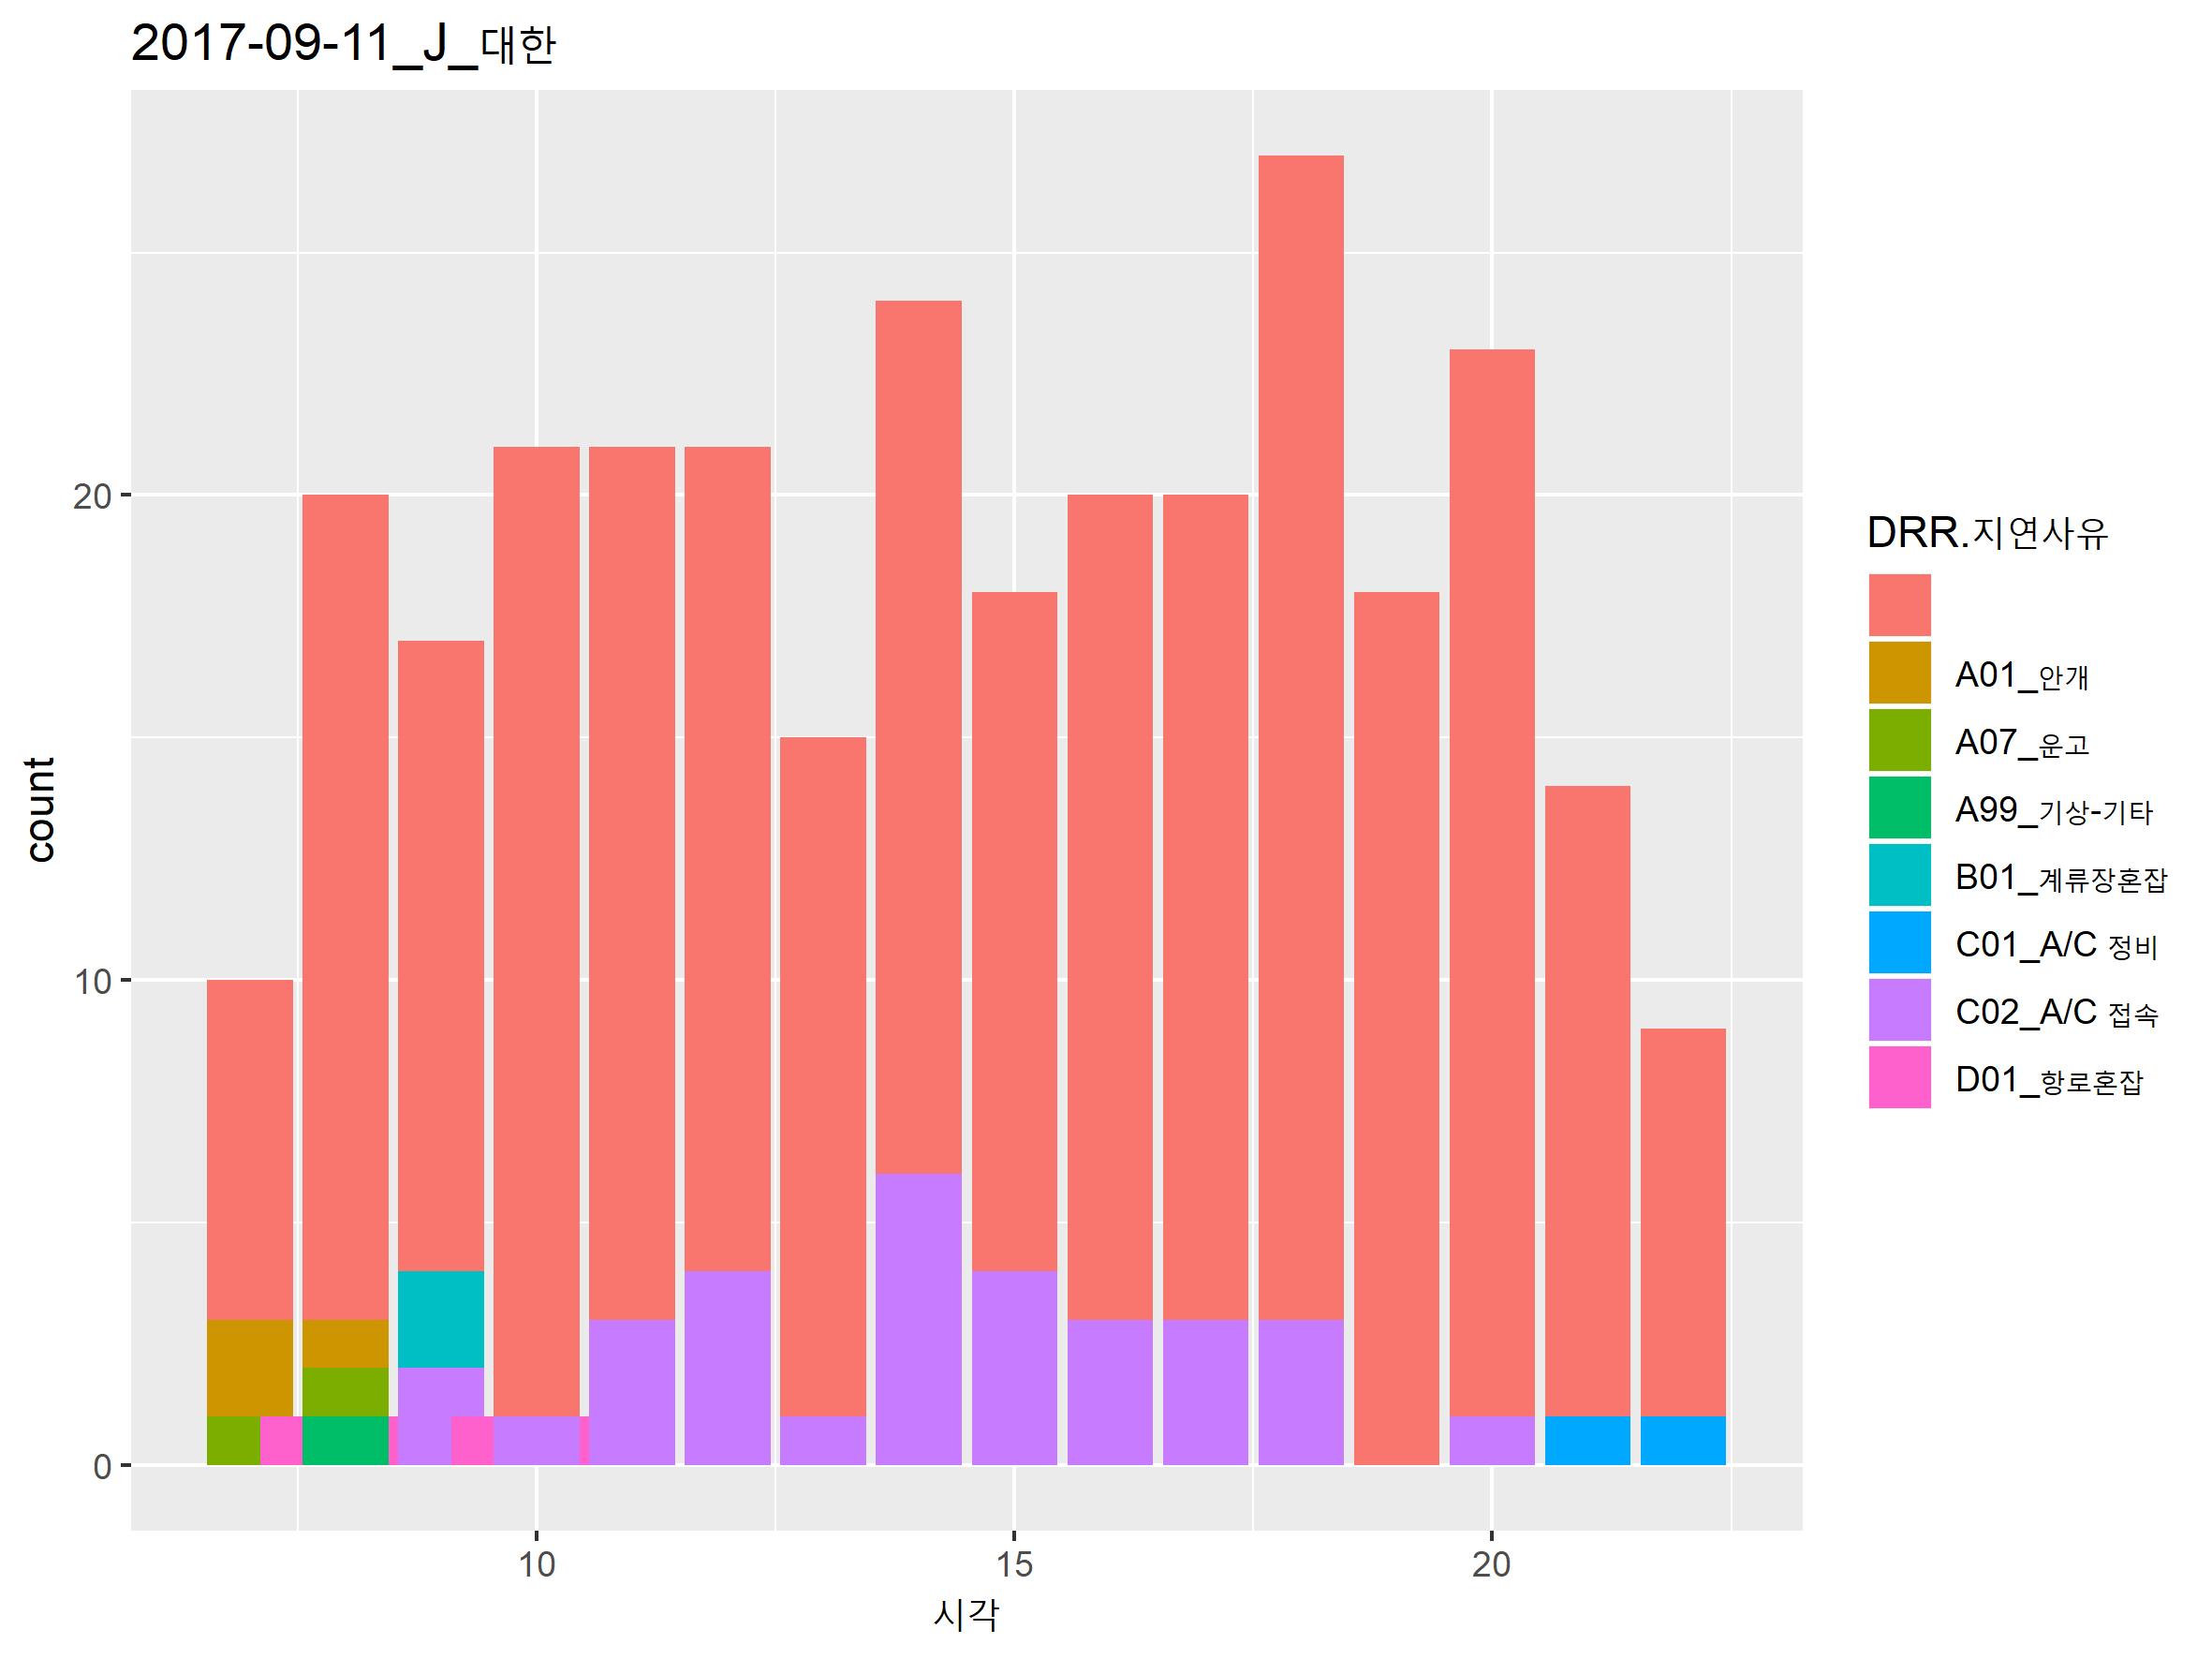 2017-09-11_J_대한
count
20
10
0
10
15
20
시각
DRR.지연사유
A01_안개
A07_운고
A99_기상-기타
B01_계류장혼잡
C01_A/C 정비
C02_A/C 접속
D01_항로혼잡